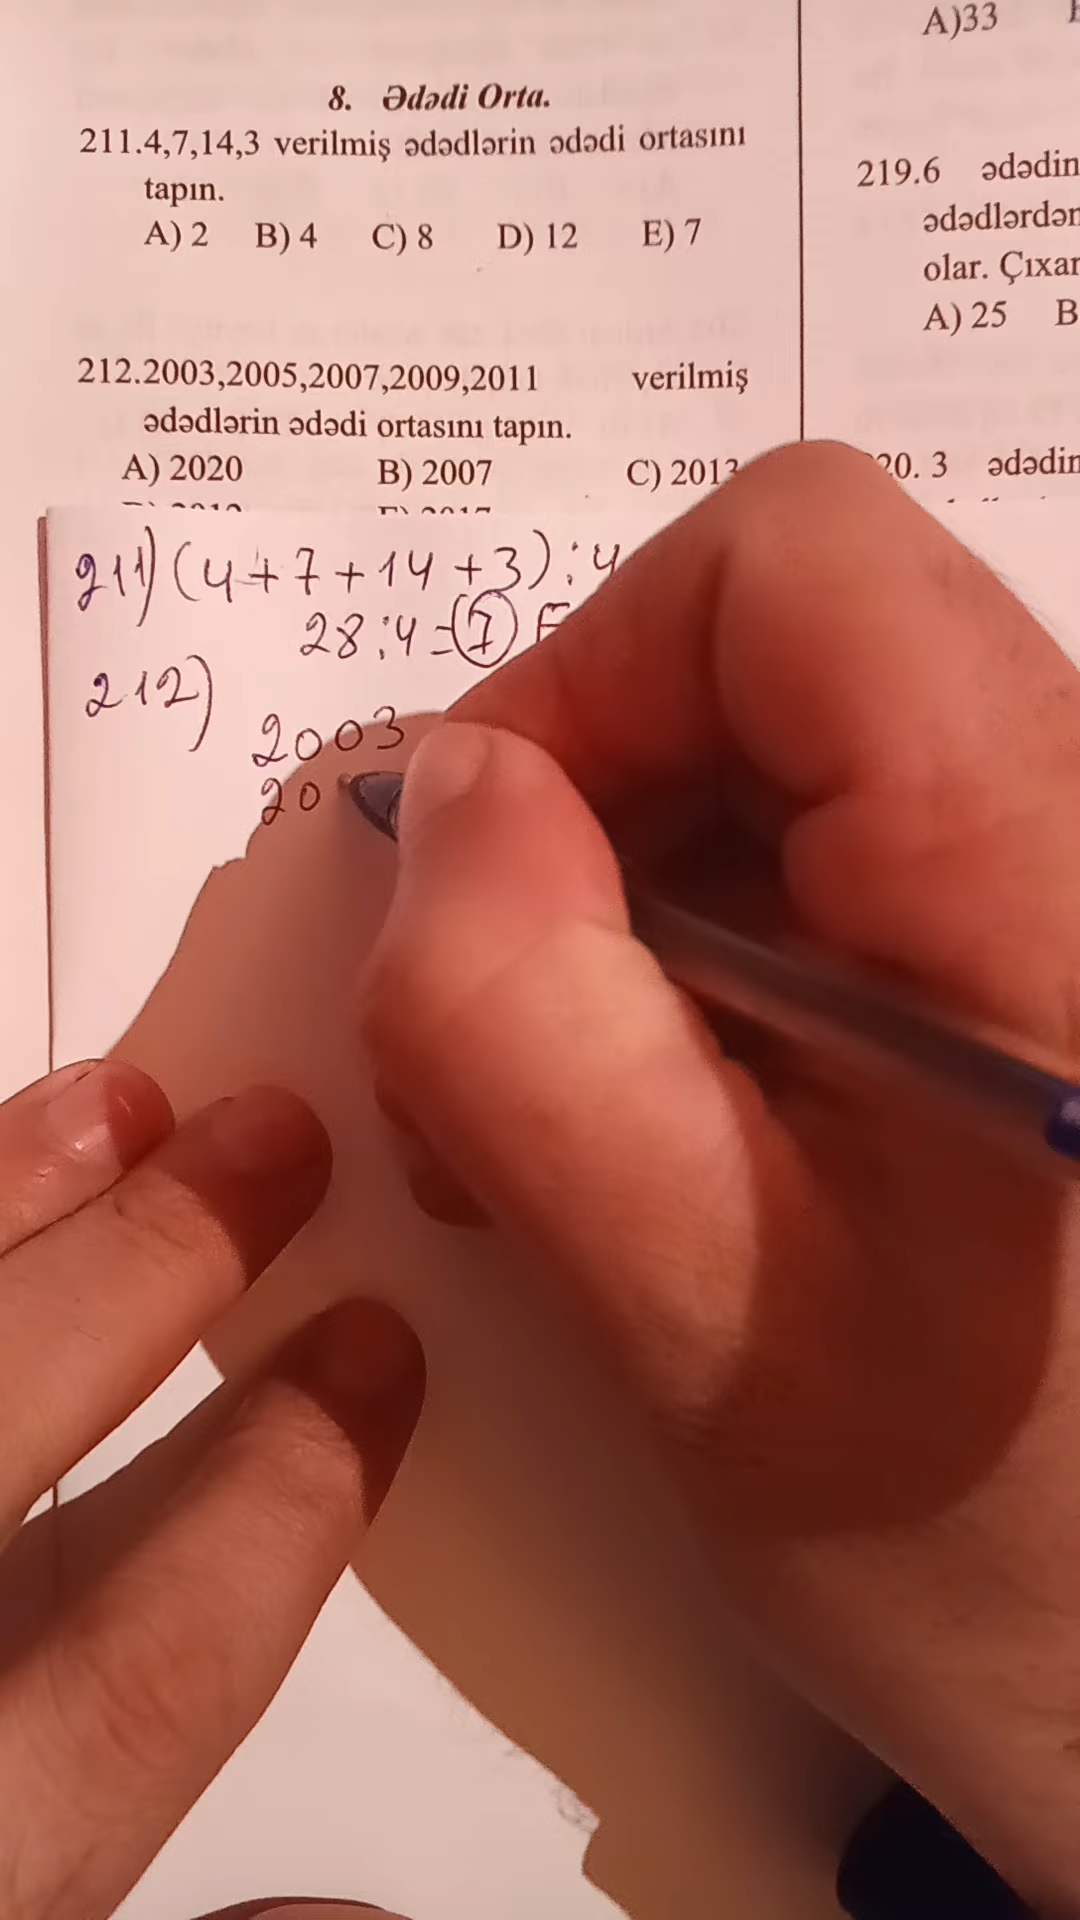 8. Ədədi Orta.
211.4,7,14,3 verilmiş ədədlərin ədədi ortasını
tapın.
A) 2 B) 4 C) 8 D) 12 E) 7
212.2003,2005,2007,2009,2011 verilmiş
ədədlərin ədədi ortasını tapın.
A) 2020 B) 2007 C) 2013
A)33
219.6 ədədin
ədədlərdən
olar. Çıxar
A) 25 B
20. 3 ədədin
211) (4+7+14+3):4
28:4=7 E
212)
2003
20